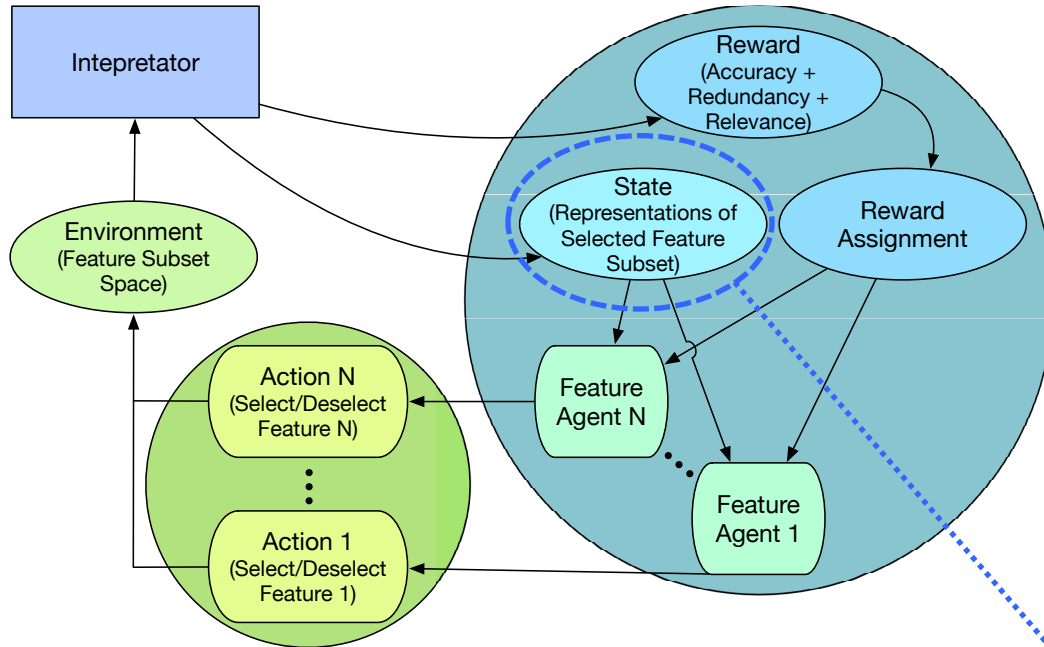 Intepretator
Reward
(Accuracy +
Redundancy +
Relevance)
State
(Representations of
Selected Feature
Subset)
Reward
Assignment
Environment
(Feature Subset
Space)
Action N
(Select/Deselect
Feature N)
Feature
Agent N
Action 1
(Select/Deselect
Feature 1)
Feature
Agent 1